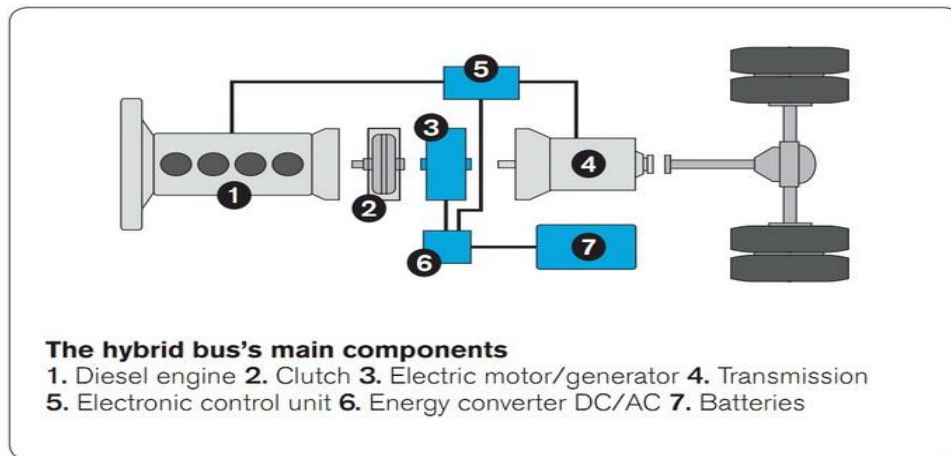 5
3
1
2
4
6
7
The hybrid bus's main components
1. Diesel engine 2. Clutch 3. Electric motor/generator 4. Transmission
5. Electronic control unit 6. Energy converter DC/AC 7. Batteries